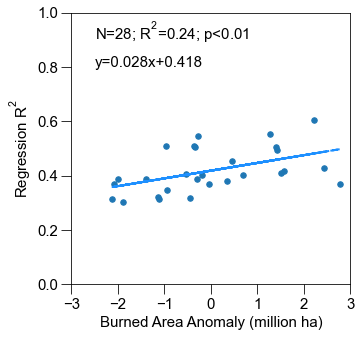 N=28; R²=0.24; p<0.01
y=0.028x+0.418
1.0
0.8
0.6
0.4
0.2
0.0
Regression R²
−3 −2 −1 0 1 2 3
Burned Area Anomaly (million ha)